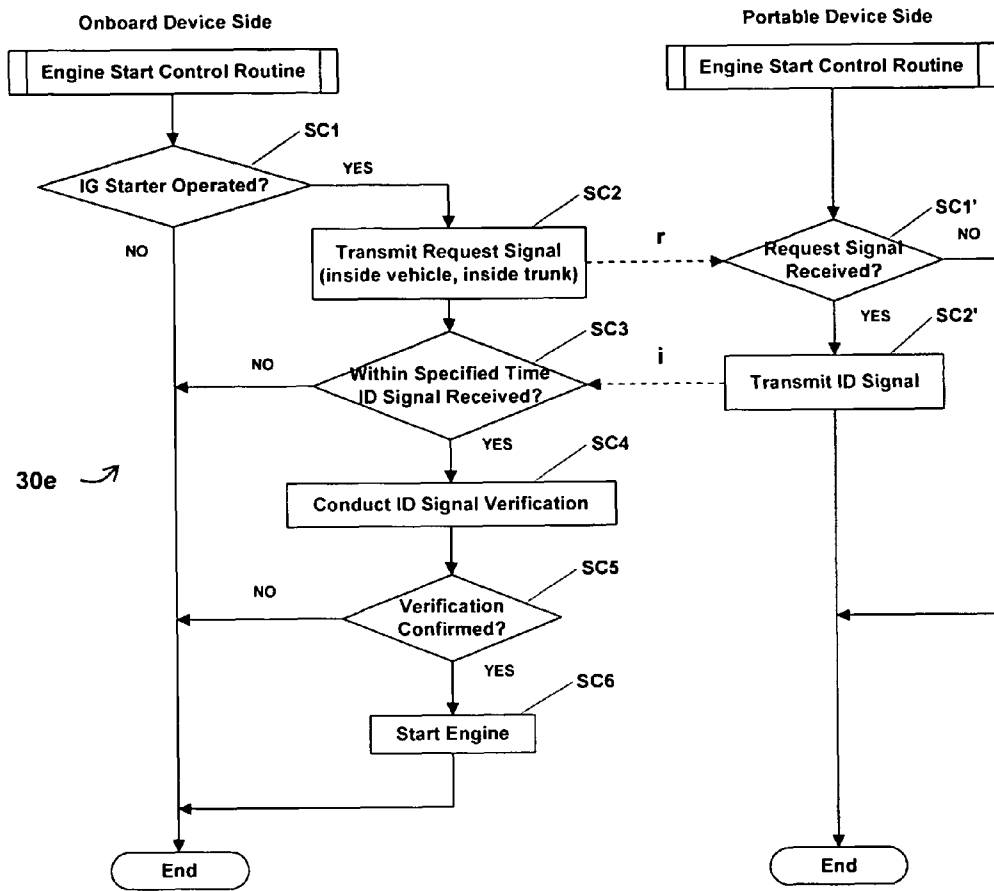 Onboard Device Side
Engine Start Control Routine
SC1
IG Starter Operated?
YES
NO
SC2
Transmit Request Signal
(inside vehicle, inside trunk)
r
SC3
Within Specified Time
ID Signal Received?
NO
YES
i
SC4
Conduct ID Signal Verification
30e
SC5
Verification
Confirmed?
NO
YES
SC6
Start Engine
End
Portable Device Side
Engine Start Control Routine
SC1'
Request Signal
Received?
NO
YES
SC2'
Transmit ID Signal
End